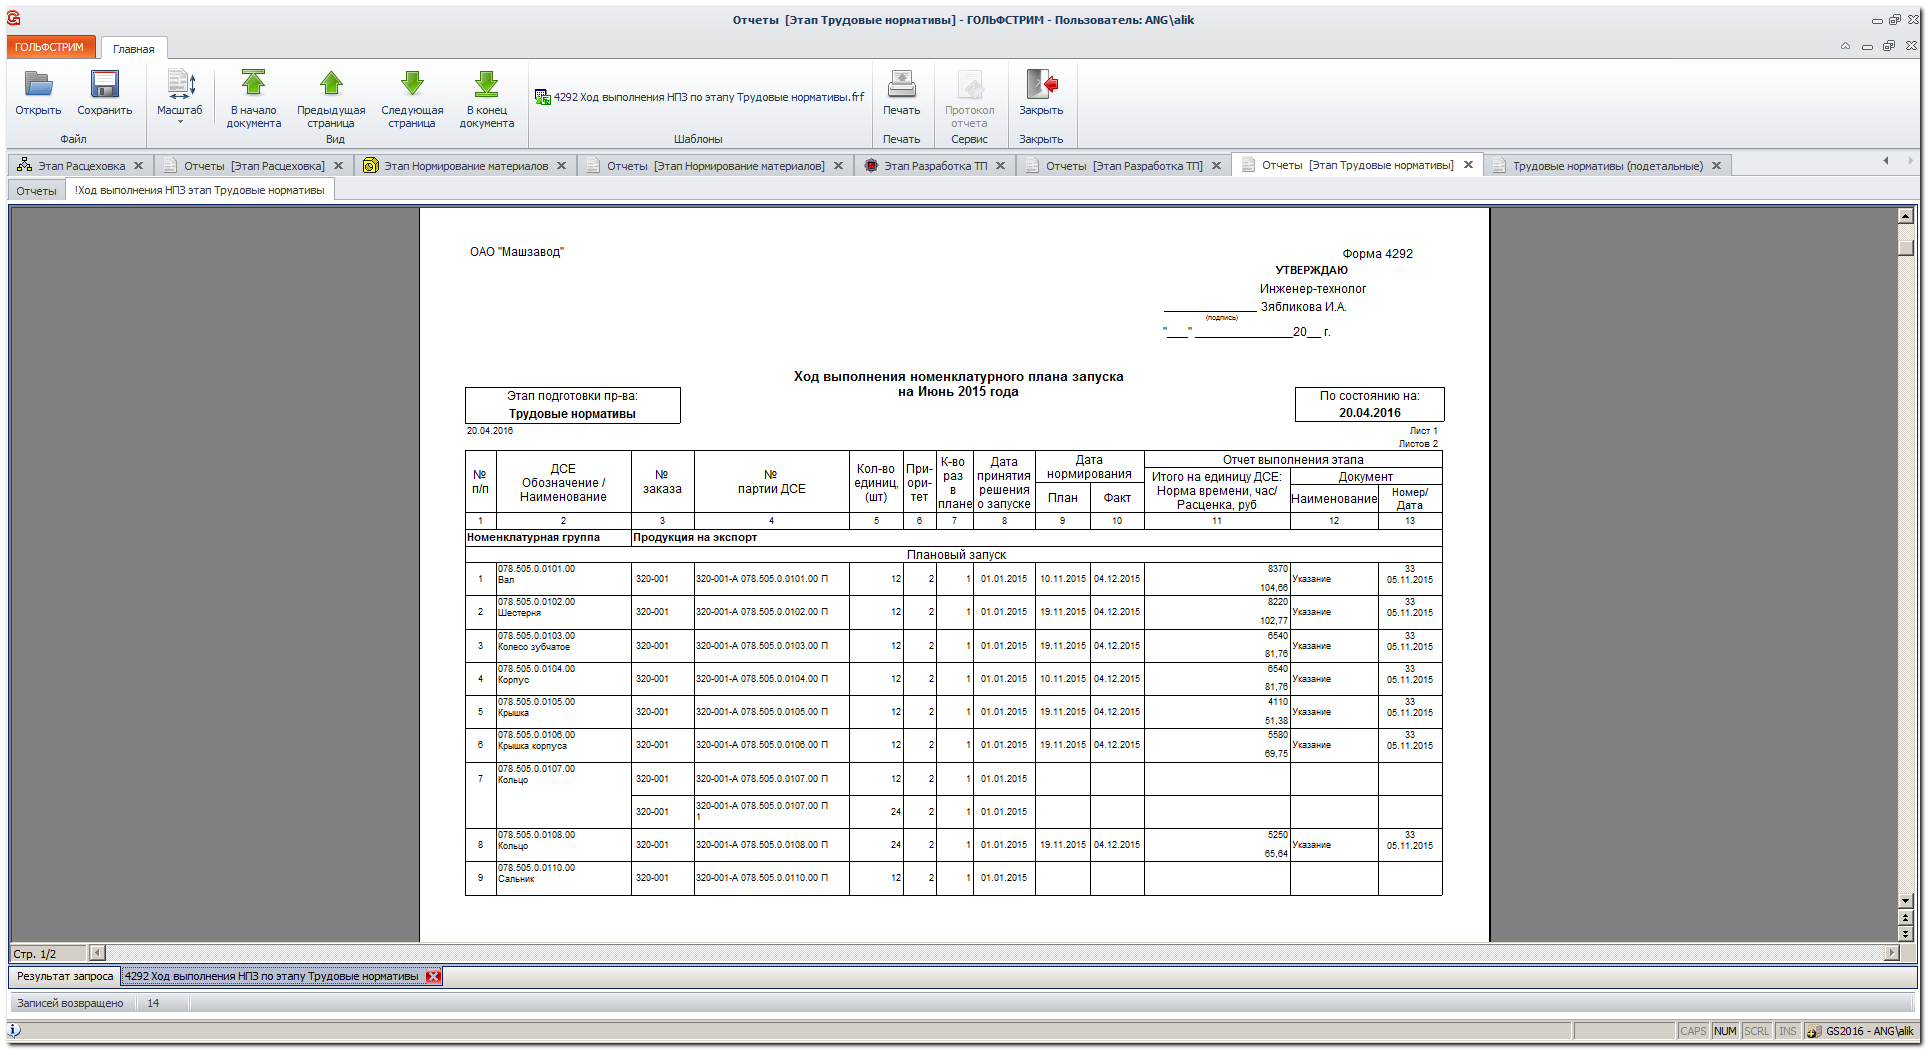 Отчеты [Этап Трудовые нормативы] - ГОЛЬФСТРИМ - Пользователь: ANG\alik
ГОЛЬФСТРИМ Главная
Открыть Сохранить Масштаб В начало документа Предыдущая страница Следующая страница В конец документа 4292 Ход выполнения НПЗ по этапу Трудовые нормативы.frf Печать Протокол отчета Закрыть
Файл Вид Шаблоны Печать Сервис Закрыть
Этап Расцеховка Отчеты [Этап Расцеховка] Этап Нормирование материалов Отчеты [Этап Нормирование материалов] Этап Разработка ТП Отчеты [Этап Разработка ТП] Отчеты [Этап Трудовые нормативы] Трудовые нормативы (подетальные)
Отчеты !Ход выполнения НПЗ этап Трудовые нормативы
ОАО "Машзавод" Форма 4292
УТВЕРЖДАЮ
Инженер-технолог
______________ Зябликова И.А.
(подпись)
"___" ______________20__ г.
Ход выполнения номенклатурного плана запуска
на Июнь 2015 года
Этап подготовки пр-ва:
Трудовые нормативы
По состоянию на:
20.04.2016
20.04.2016 Лист 1
Листов 2
№ п/п ДСЕ Обозначение / Наименование № заказа № партии ДСЕ Кол-во единиц, (шт) При-ори-тет К-во раз в плане Дата принятия решения о запуске Дата нормирования План Факт Отчет выполнения этапа Итого на единицу ДСЕ: Норма времени, час/ Расценка, руб Документ Наименование Номер/ Дата
1 2 3 4 5 6 7 8 9 10 11 12 13
Номенклатурная группа Продукция на экспорт
Плановый запуск
1 078.505.0.0101.00 Вал 320-001 320-001-А 078.505.0.0101.00 П 12 2 1 01.01.2015 10.11.2015 04.12.2015 8370 104,66 Указание 33 05.11.2015
2 078.505.0.0102.00 Шестерня 320-001 320-001-А 078.505.0.0102.00 П 12 2 1 01.01.2015 19.11.2015 04.12.2015 8220 102,77 Указание 33 05.11.2015
3 078.505.0.0103.00 Колесо зубчатое 320-001 320-001-А 078.505.0.0103.00 П 12 2 1 01.01.2015 19.11.2015 04.12.2015 6540 81,76 Указание 33 05.11.2015
4 078.505.0.0104.00 Корпус 320-001 320-001-А 078.505.0.0104.00 П 12 2 1 01.01.2015 10.11.2015 04.12.2015 6540 81,76 Указание 33 05.11.2015
5 078.505.0.0105.00 Крышка 320-001 320-001-А 078.505.0.0105.00 П 12 2 1 01.01.2015 19.11.2015 04.12.2015 4110 51,38 Указание 33 05.11.2015
6 078.505.0.0106.00 Крышка корпуса 320-001 320-001-А 078.505.0.0106.00 П 12 2 1 01.01.2015 19.11.2015 04.12.2015 5580 69,75 Указание 33 05.11.2015
7 078.505.0.0107.00 Кольцо 320-001 320-001-А 078.505.0.0107.00 П 12 2 1 01.01.2015
320-001 320-001-А 078.505.0.0107.00 П 1 24 2 1 01.01.2015
8 078.505.0.0108.00 Кольцо 320-001 320-001-А 078.505.0.0108.00 П 24 2 1 01.01.2015 19.11.2015 04.12.2015 5250 65,64 Указание 33 05.11.2015
9 078.505.0.0110.00 Сальник 320-001 320-001-А 078.505.0.0110.00 П 12 2 1 01.01.2015
Стр. 1/2
Результат запроса 4292 Ход выполнения НПЗ по этапу Трудовые нормативы
Записей возвращено 14
CAPS NUM SCRL INS GS2016 - ANG\alik